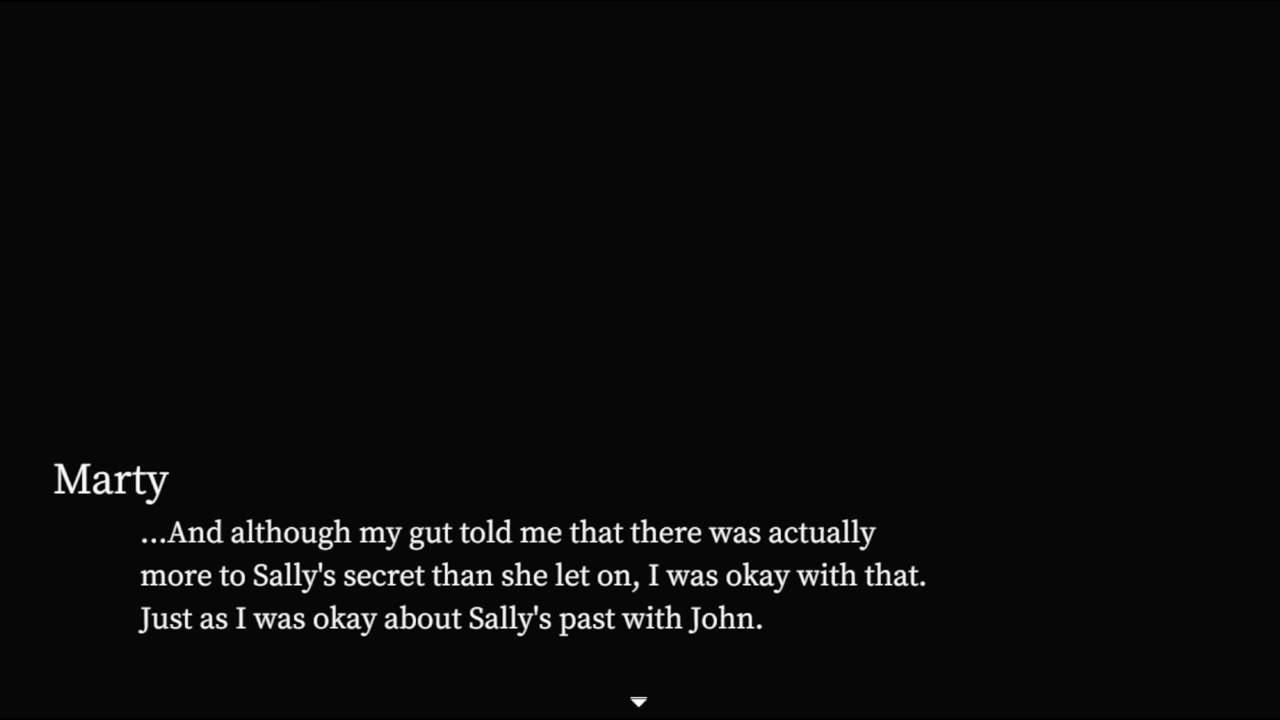 Marty
...And although my gut told me that there was actually
more to Sally's secret than she let on, I was okay with that.
Just as I was okay about Sally's past with John.